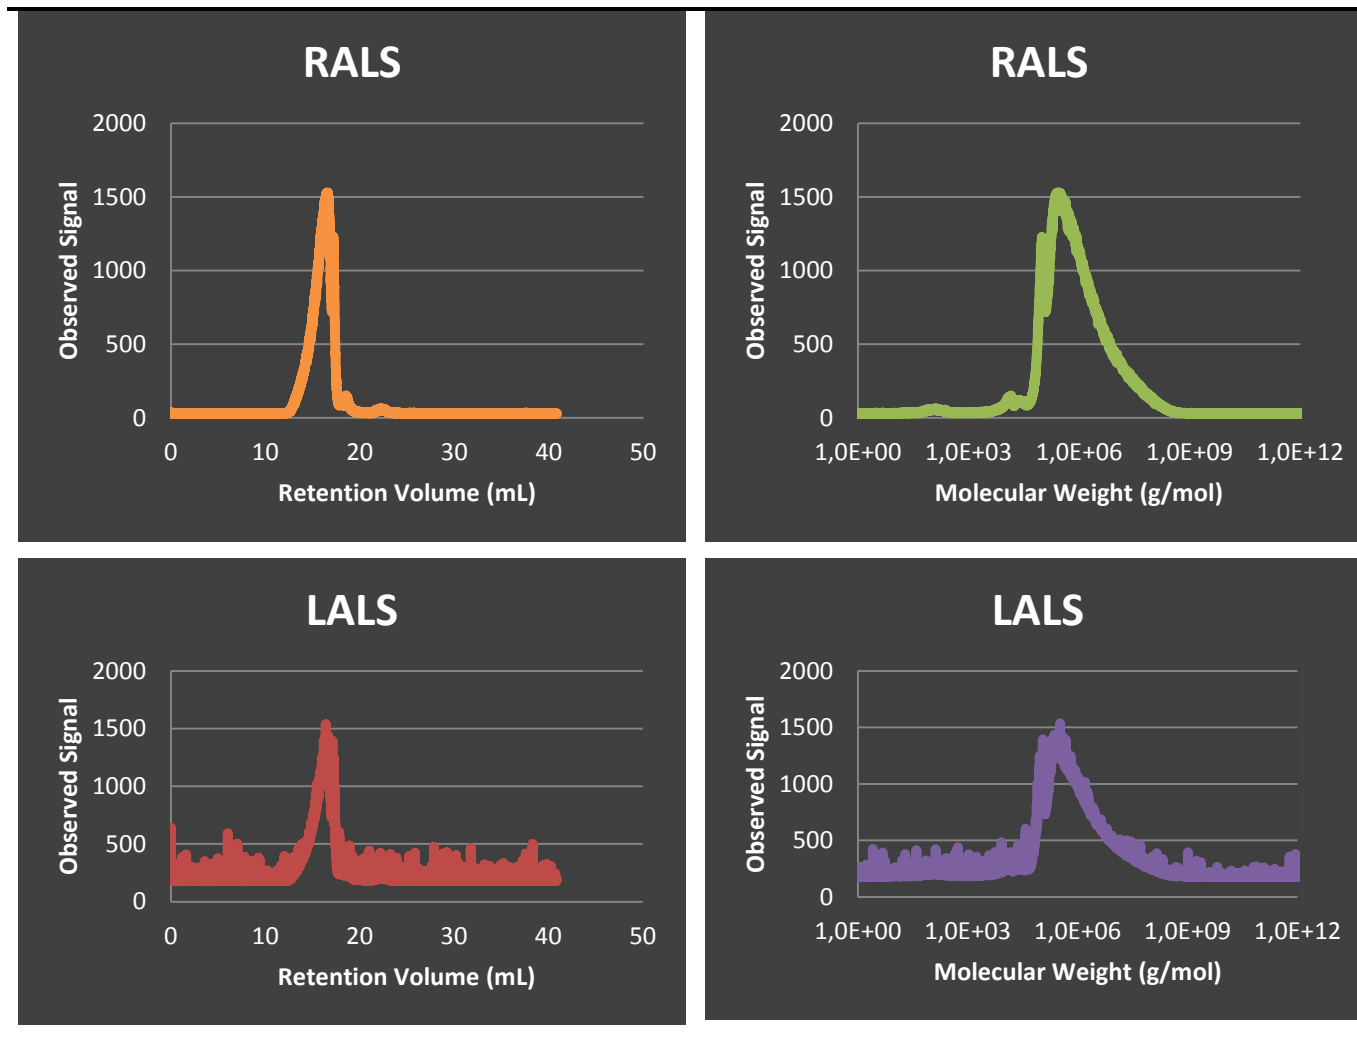 RALS
2000
1500
1000
500
0
Observed Signal
0 10 20 30 40 50
Retention Volume (mL)
RALS
2000
1500
1000
500
0
Observed Signal
1,0E+00 1,0E+03 1,0E+06 1,0E+09 1,0E+12
Molecular Weight (g/mol)
LALS
2000
1500
1000
500
0
Observed Signal
0 10 20 30 40 50
Retention Volume (mL)
LALS
2000
1500
1000
500
0
Observed Signal
1,0E+00 1,0E+03 1,0E+06 1,0E+09 1,0E+12
Molecular Weight (g/mol)